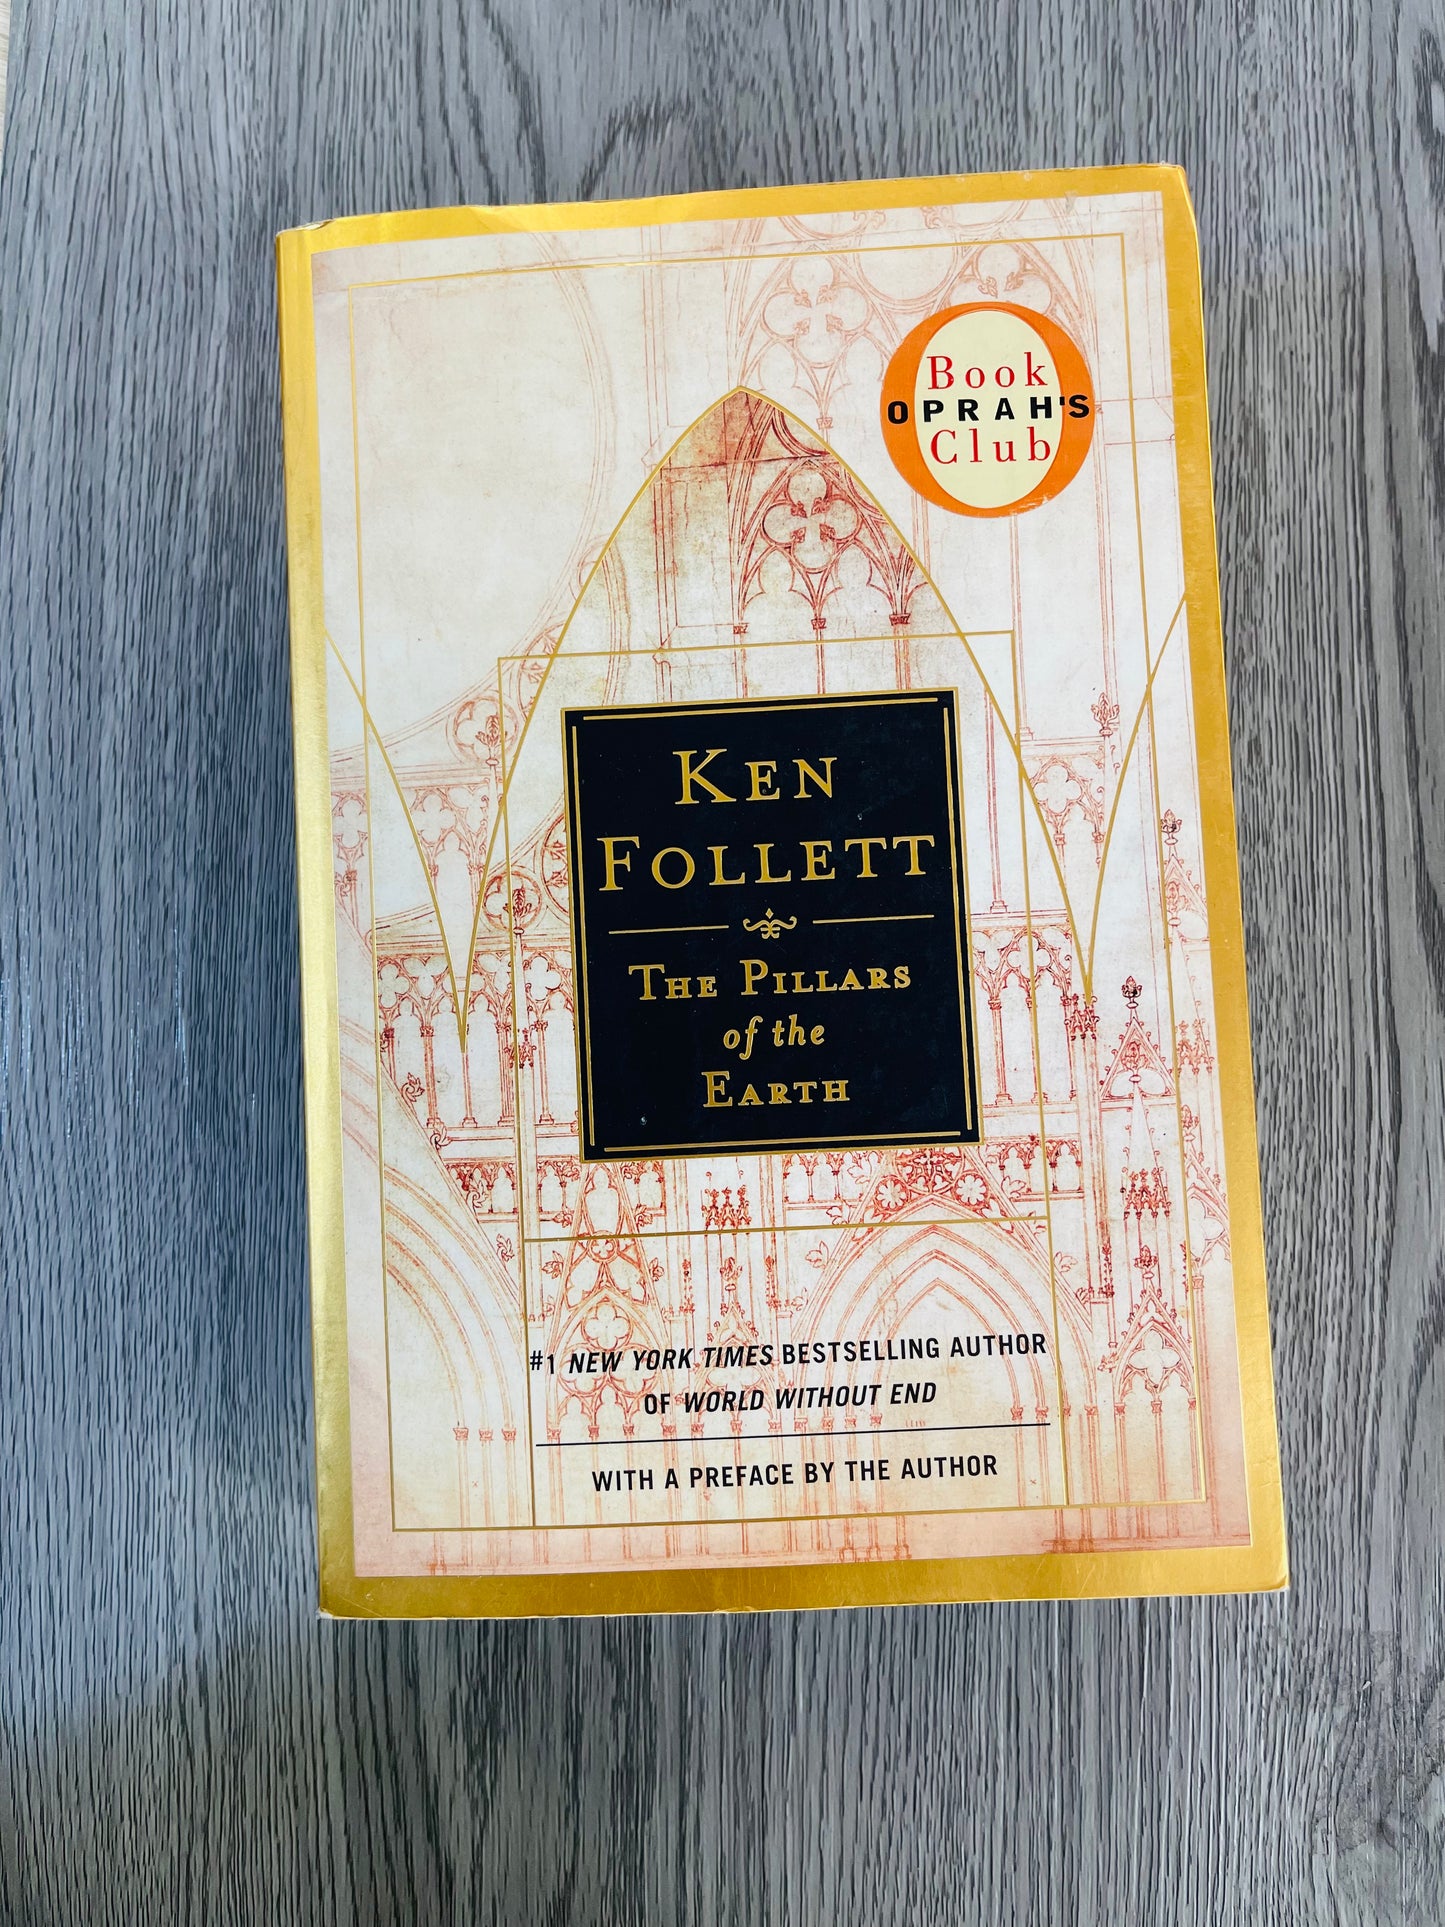 Book
OPRAH'S
Club
KEN
FOLLETT
THE PILLARS
of the
EARTH
#1 NEW YORK TIMES BESTSELLING AUTHOR
OF WORLD WITHOUT END
WITH A PREFACE BY THE AUTHOR